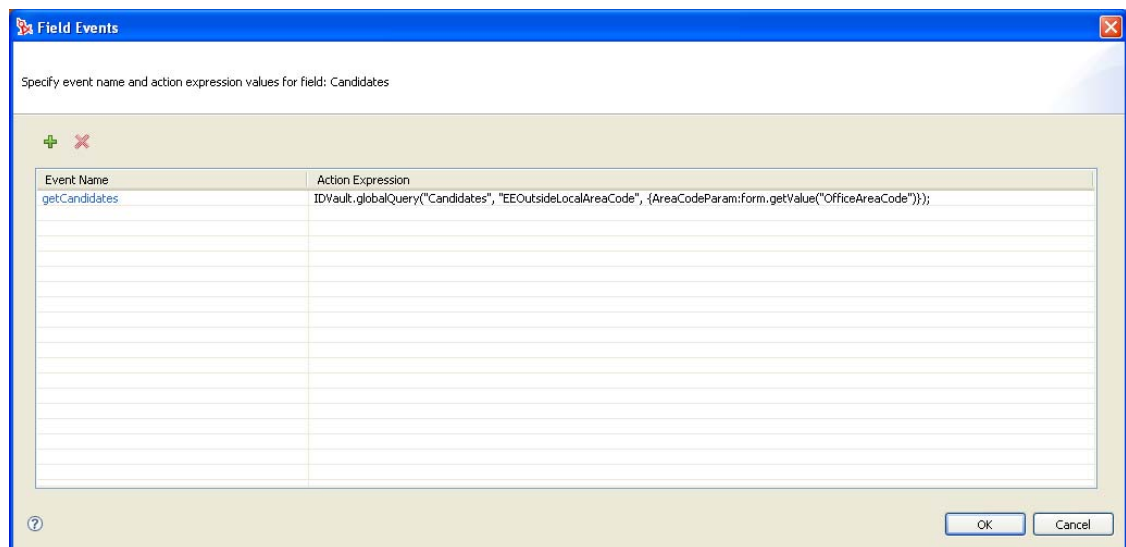 Field Events
Specify event name and action expression values for field: Candidates
Event Name Action Expression
getCandidates IDVault.globalQuery("Candidates", "EEOutsideLocalAreaCode", {AreaCodeParam:form.getValue("OfficeAreaCode")});
OK Cancel